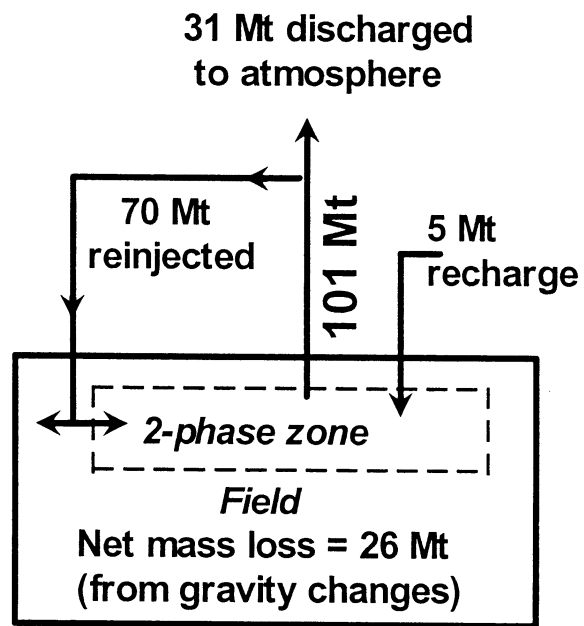 31 Mt discharged
to atmosphere
70 Mt
reinjected
101 Mt
5 Mt
recharge
2-phase zone
Field
Net mass loss = 26 Mt
(from gravity changes)